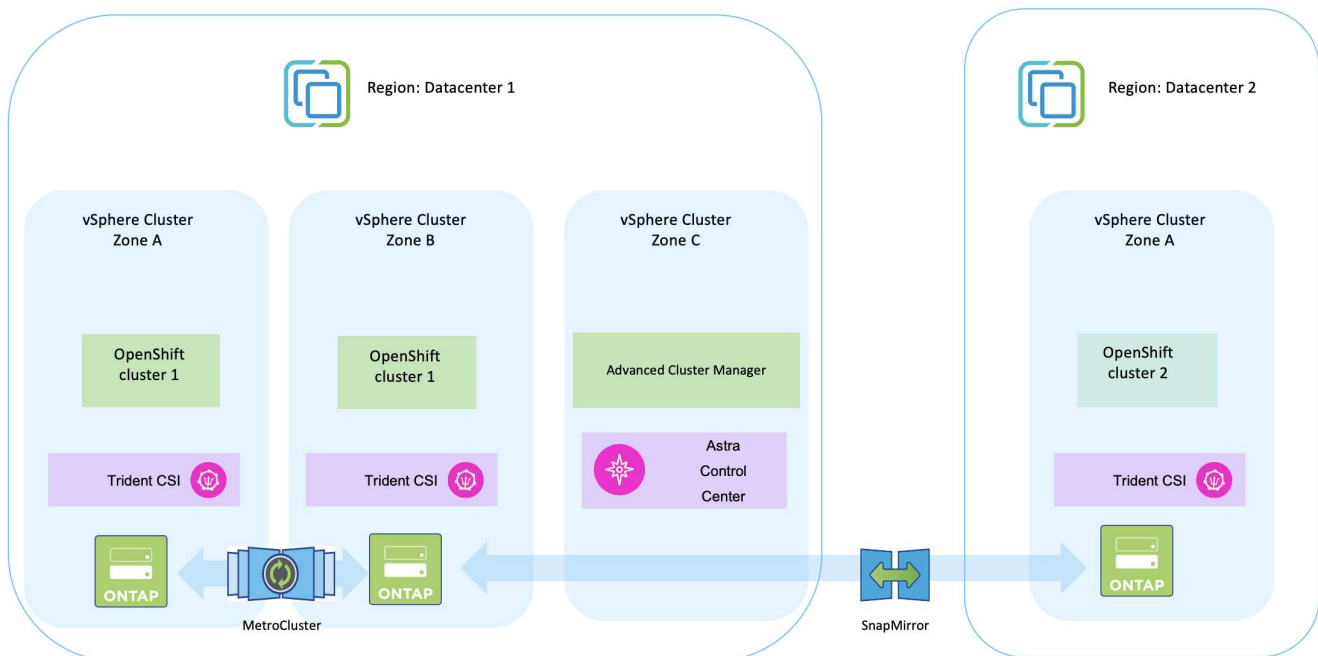 Region: Datacenter 1
Region: Datacenter 2
vSphere Cluster
Zone A
vSphere Cluster
Zone B
vSphere Cluster
Zone C
vSphere Cluster
Zone A
OpenShift
cluster 1
OpenShift
cluster 1
Advanced Cluster Manager
OpenShift
cluster 2
Trident CSI
Trident CSI
Astra
Control
Center
Trident CSI
ONTAP
ONTAP
ONTAP
MetroCluster
SnapMirror